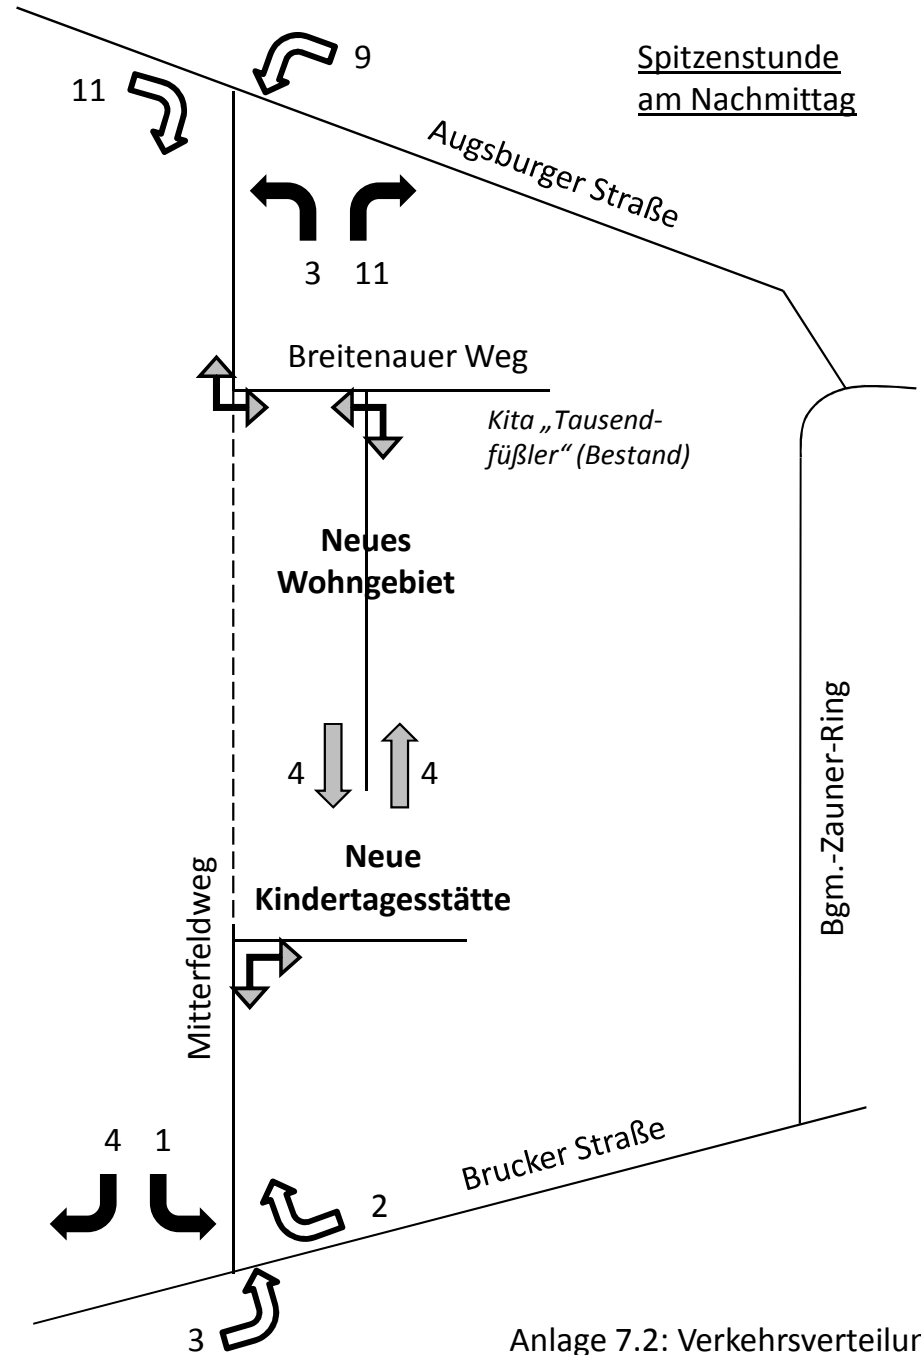 Spitzenstunde
am Nachmittag
9
11
Augsburger Straße
3 11
Breitenauer Weg
Kita „Tausend-
füßler“ (Bestand)
Neues
Wohngebiet
4 4
Bgm.-Zauner-Ring
Neue
Kindertagesstätte
Mitterfeldweg
4 1
Brucker Straße
2
3
Anlage 7.2: Verkehrsverteilun